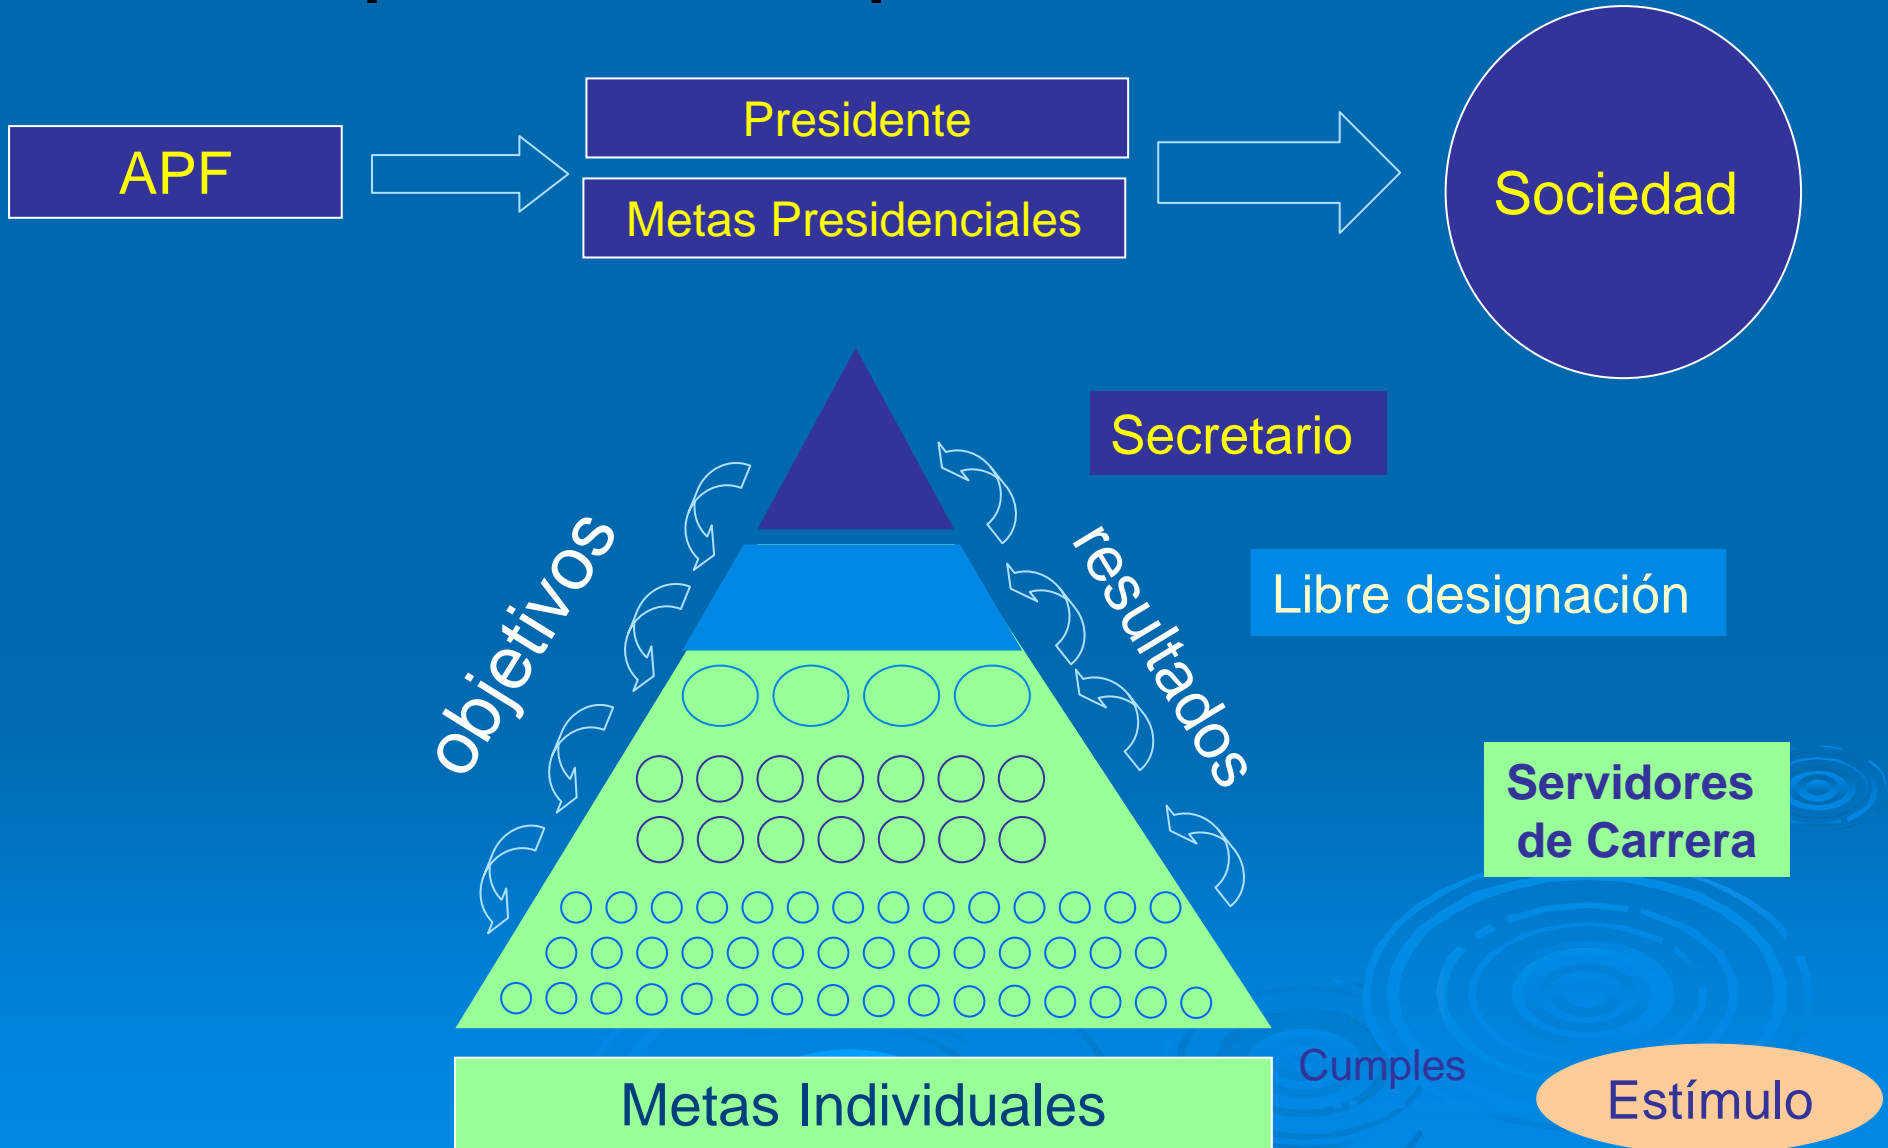 APF
Presidente
Metas Presidenciales
Sociedad
Secretario
objetivos
resultados
Libre designación
Servidores
de Carrera
Metas Individuales
Cumples
Estímulo